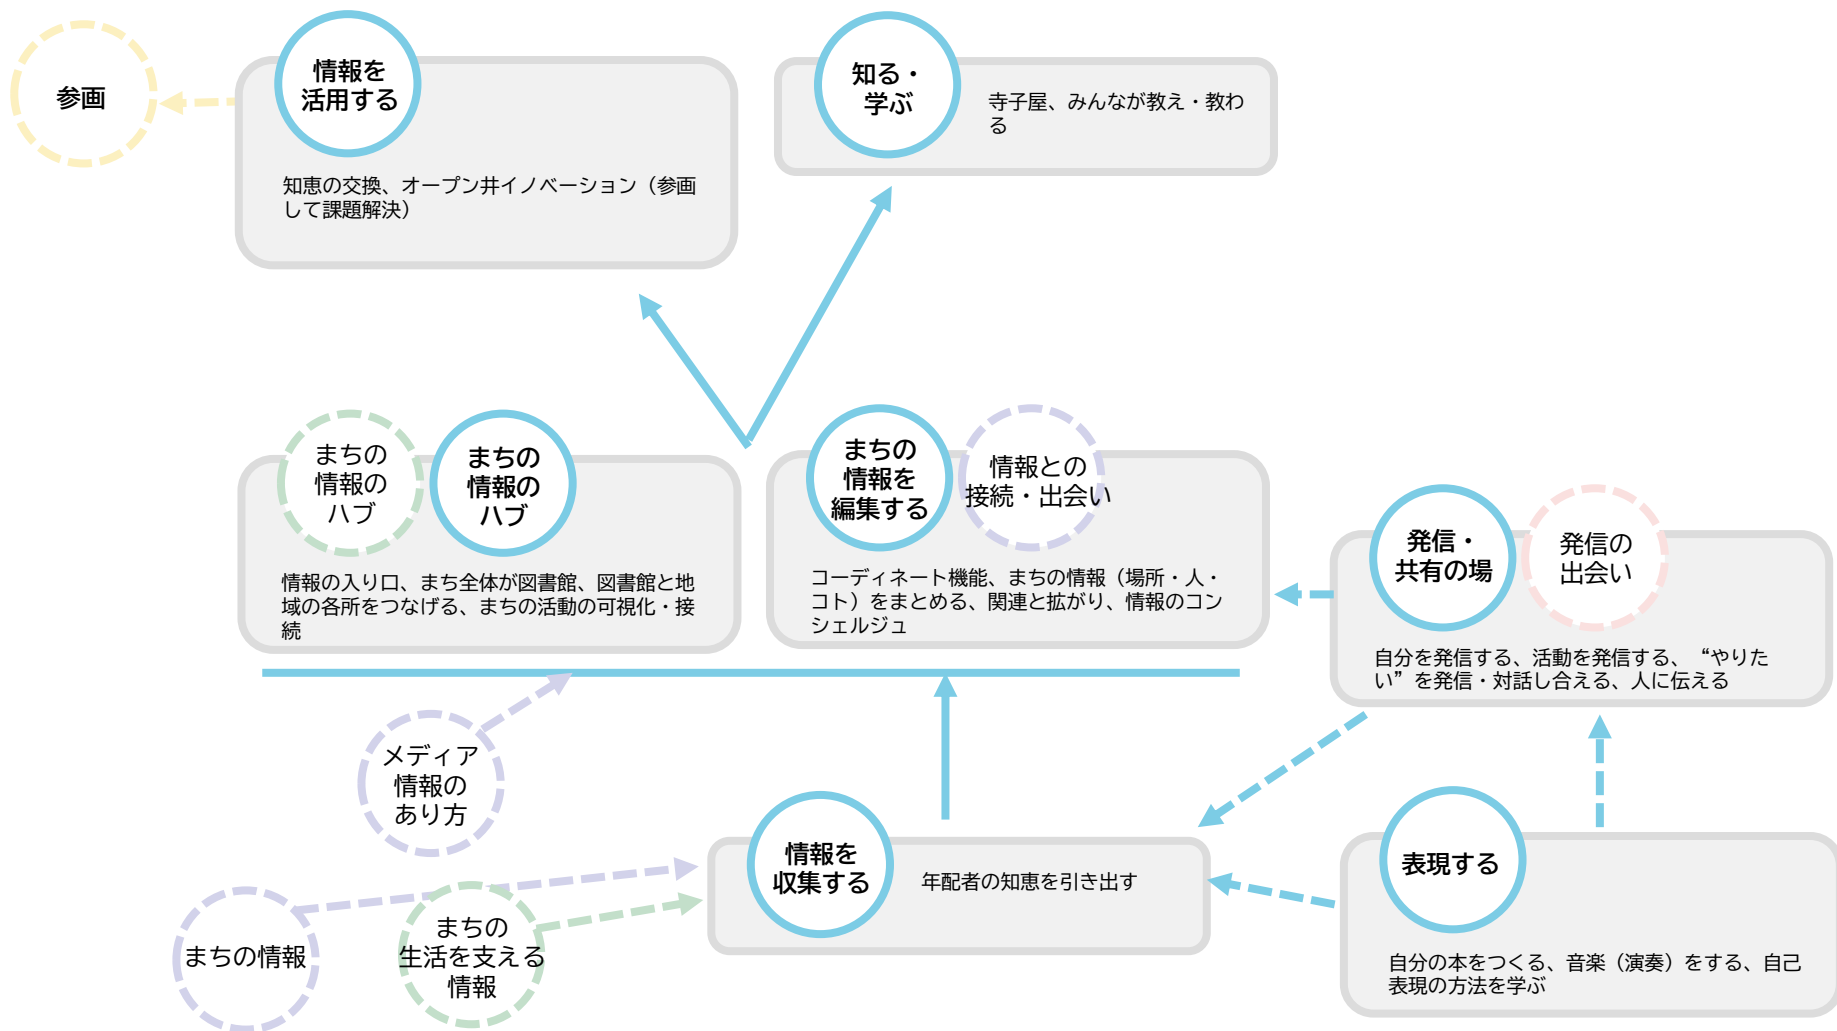 参画
情報を
活用する
知恵の交換、オープン井イノベーション（参画
して課題解決）
知る・
学ぶ
寺子屋、みんなが教え・教わ
る
まちの
情報の
ハブ
まちの
情報の
ハブ
情報の入り口、まち全体が図書館、図書館と地
域の各所をつなげる、まちの活動の可視化・接
続
まちの
情報を
編集する
情報との
接続・出会い
コーディネート機能、まちの情報（場所・人・
コト）をまとめる、関連と拡がり、情報のコン
シェルジュ
発信・
共有の場
発信の
出会い
自分を発信する、活動を発信する、“やりた
い”を発信・対話し合える、人に伝える
メディア
情報の
あり方
情報を
収集する
年配者の知恵を引き出す
表現する
自分の本をつくる、音楽（演奏）をする、自己
表現の方法を学ぶ
まちの情報
まちの
生活を支える
情報